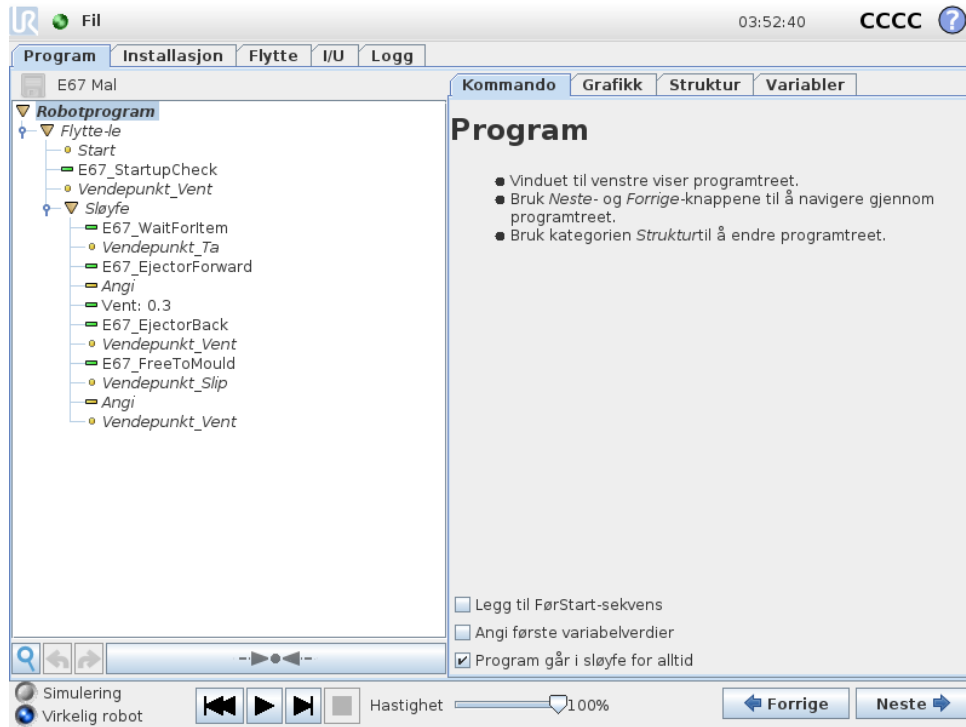 UR Fil 03:52:40 CCCC ?
Program Installasjon Flytte I/U Logg
E67 Mal
Robotprogram
Flytte-le
Start
E67_StartupCheck
Vendepunkt_Vent
Sløyfe
E67_WaitForItem
Vendepunkt_Ta
E67_EjectorForward
Angi
Vent: 0.3
E67_EjectorBack
Vendepunkt_Vent
E67_FreeToMould
Vendepunkt_Slip
Angi
Vendepunkt_Vent
Kommando Grafikk Struktur Variabler
Program
Vinduet til venstre viser programtreet.
Bruk Neste- og Forrige-knappene til å navigere gjennom
programtreet.
Bruk kategorien Strukturtil å endre programtreet.
Legg til FørStart-sekvens
Angi første variabelverdier
Program går i sløyfe for alltid
Simulering
Virkelig robot
Hastighet 100%
Forrige Neste